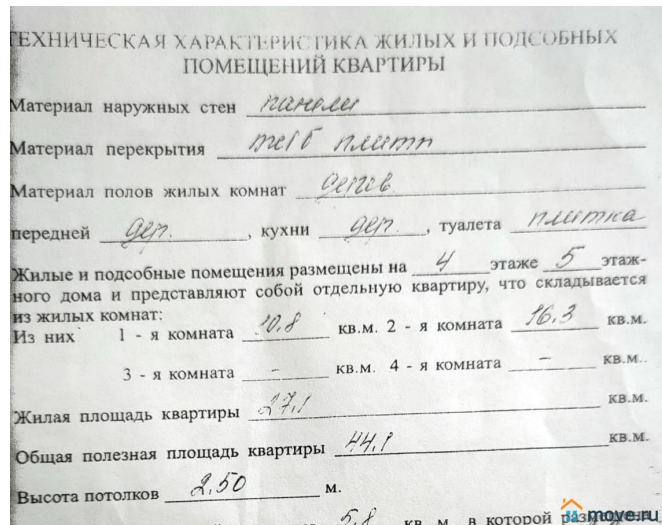 ТЕХНИЧЕСКАЯ ХАРАКТЕРИСТИКА ЖИЛЫХ И ПОДСОБНЫХ
ПОМЕЩЕНИЙ КВАРТИРЫ
Материал наружных стен панели
Материал перекрытия ж/б плитп
Материал полов жилых комнат дерев.
передней дер. , кухни дер. , туалета плитка
Жилые и подсобные помещения размещены на 4 этаже 5 этаж-
ного дома и представляют собой отдельную квартиру, что складывается
из жилых комнат:
Из них 1 - я комната 10.8 кв.м. 2 - я комната 16.3 кв.м.
3 - я комната - кв.м. 4 - я комната - кв.м..
Жилая площадь квартиры 27,1 кв.м.
Общая полезная площадь квартиры 44,1 кв.м.
Высота потолков 2,50 м.
5,8 кв. м., в которой размещена
move.ru